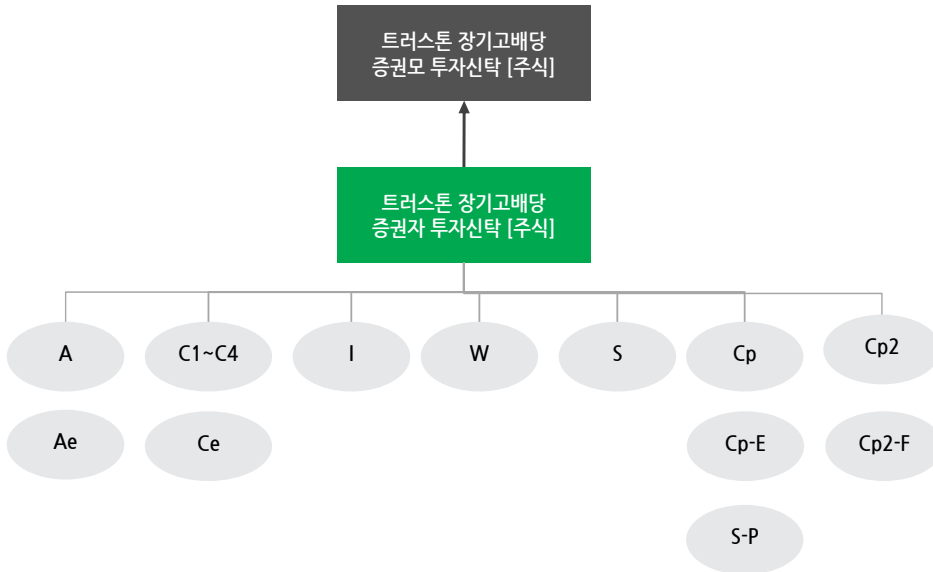 트러스톤 장기고배당
증권모 투자신탁 [주식]
트러스톤 장기고배당
증권자 투자신탁 [주식]
A
C1~C4
I
W
S
Cp
Cp2
Ae
Ce
Cp-E
Cp2-F
S-P